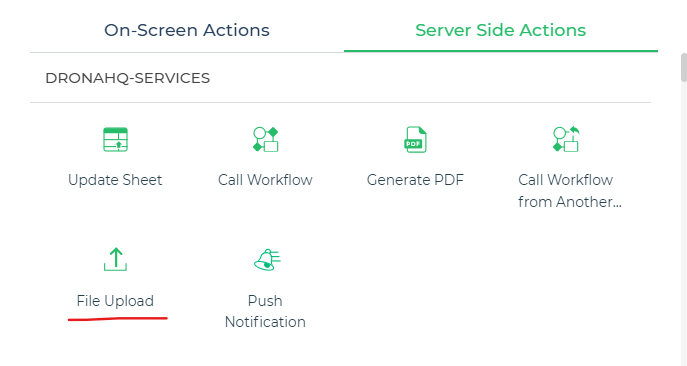 On-Screen Actions
Server Side Actions
DRONAHQ-SERVICES
Update Sheet
Call Workflow
PDF
Generate PDF
Call Workflow
from Another...
File Upload
Push
Notification